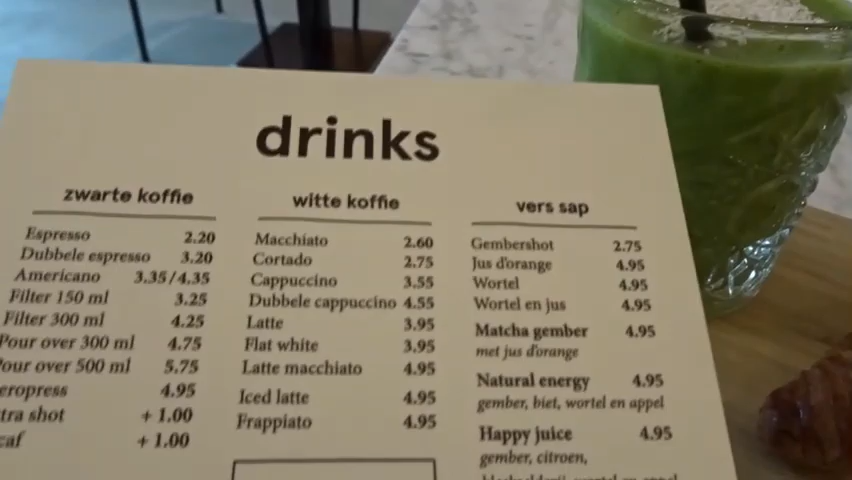 drinks
zwarte koffie
Espresso 2.20
Dubbele espresso 3.20
Americano 3.35/4.35
Filter 150 ml 3.25
Filter 300 ml 4.25
Pour over 300 ml 4.75
Pour over 500 ml 5.75
eropress 4.95
tra shot + 1.00
caf + 1.00
witte koffie
Macchiato 2.60
Cortado 2.75
Cappuccino 3.55
Dubbele cappuccino 4.55
Latte 3.95
Flat white 3.95
Latte macchiato 4.95
Iced latte 4.95
Frappiato 4.95
vers sap
Gembershot 2.75
Jus d'orange 4.95
Wortel 4.95
Wortel en jus 4.95
Matcha gember 4.95
met jus d'orange
Natural energy 4.95
gember, biet, wortel en appel
Happy juice 4.95
gember, citroen,